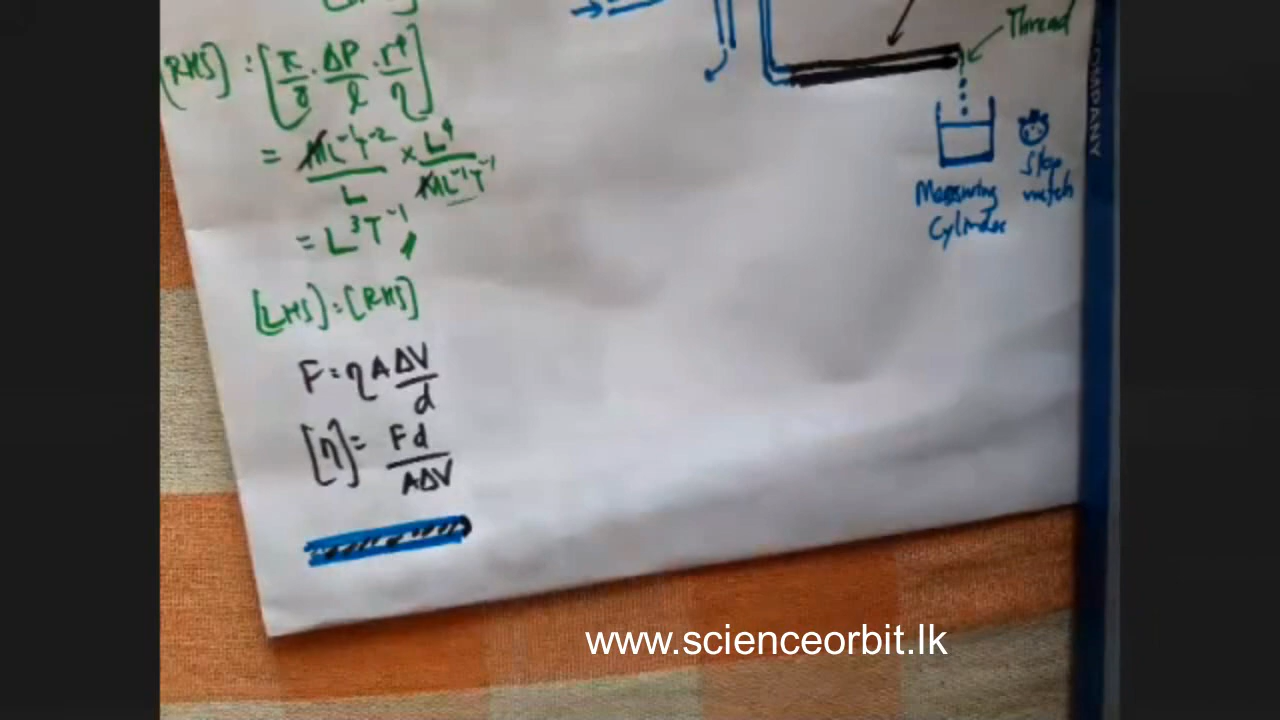 [RHS] = [π/8 · ΔP/l · r⁴/η]
= ML⁻¹T⁻²/L × L⁴/ML⁻¹T⁻¹
= L³T⁻¹
[LHS] = [RHS]
F = η A ΔV/d
[η] = Fd/AΔV
Thread
Measuring
Cylinder
Stop
watch
COMPANY
www.scienceorbit.lk